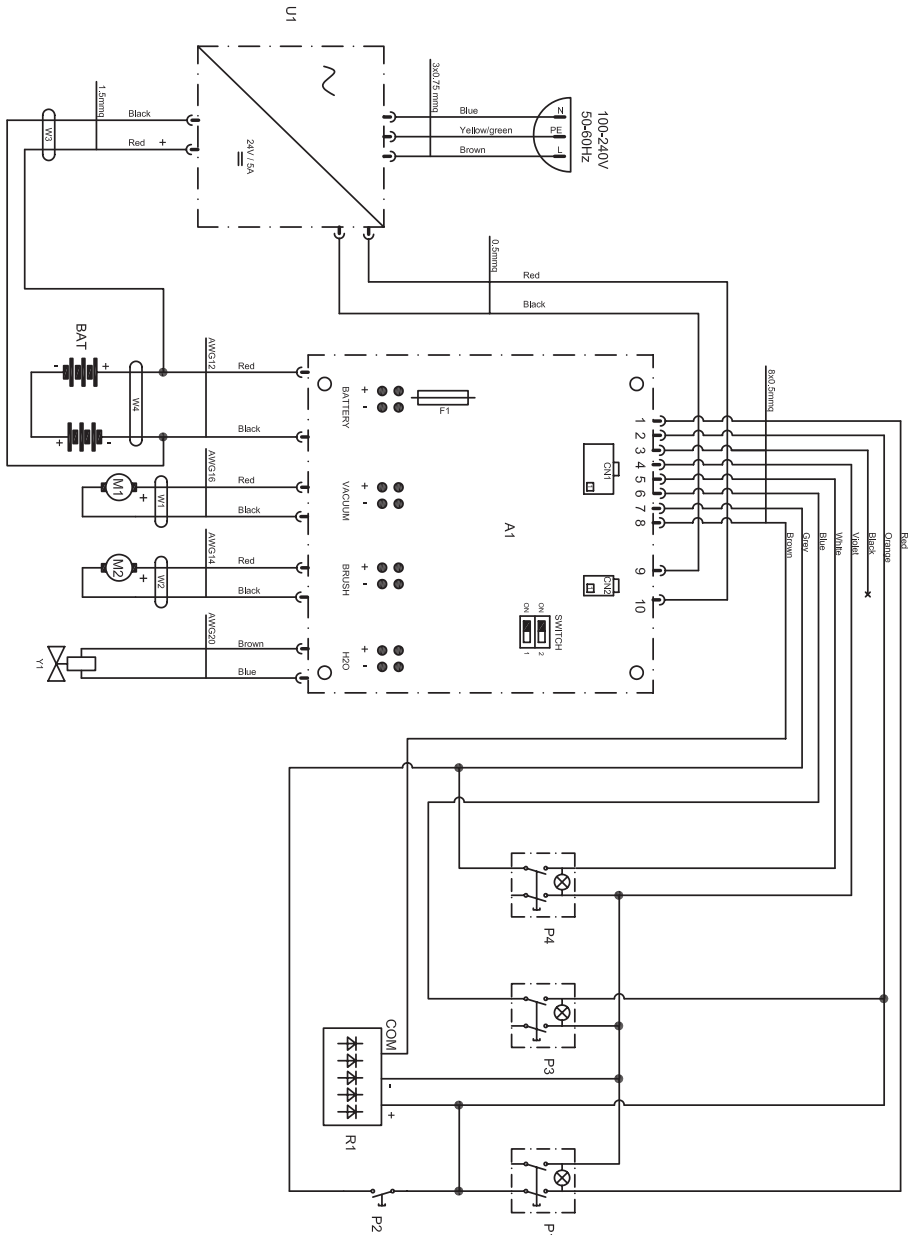 U1
24V / 5A
1.5mmq
Black
Red +
W3
3x0.75 mmq
Blue
Yellow/green
Brown
N
PE
L
100-240V
50-60Hz
0.5mmq
Red
Black
BAT
- +
+ -
W4
AWG12
Red
Black
M1
+
W1
AWG16
Red
Black
M2
+
W2
AWG14
Red
Black
Y1
AWG20
Brown
Blue
BATTERY
+
-
VACUUM
+
-
BRUSH
+
-
H2O
+
-
F1
A1
CN1
CN2
SWITCH
ON
ON
1
2
1
2
3
4
5
6
7
8
9
10
8x0.5mmq
Brown
Grey
Blue
White
Violet
Black
Orange
Red
P4
P3
COM
-
+
R1
P2